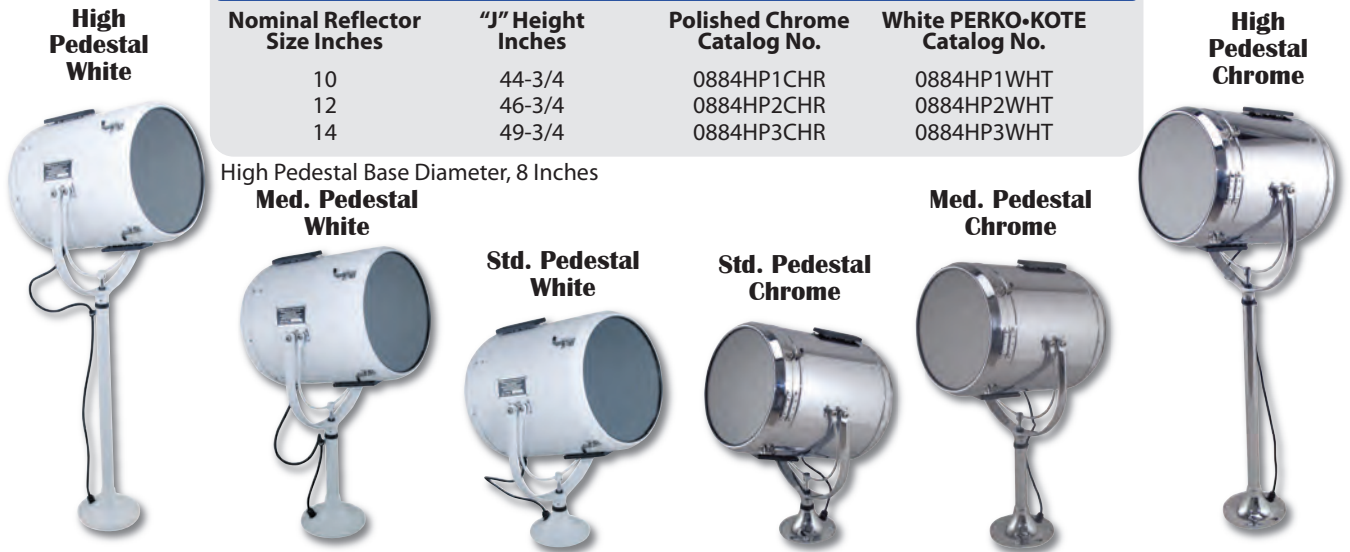 High
Pedestal
White
Nominal Reflector "J" Height Polished Chrome White PERKO•KOTE
Size Inches Inches Catalog No. Catalog No.
10 44-3/4 0884HP1CHR 0884HP1WHT
12 46-3/4 0884HP2CHR 0884HP2WHT
14 49-3/4 0884HP3CHR 0884HP3WHT
High Pedestal Base Diameter, 8 Inches
High
Pedestal
Chrome
Med. Pedestal
White
Std. Pedestal
White
Std. Pedestal
Chrome
Med. Pedestal
Chrome